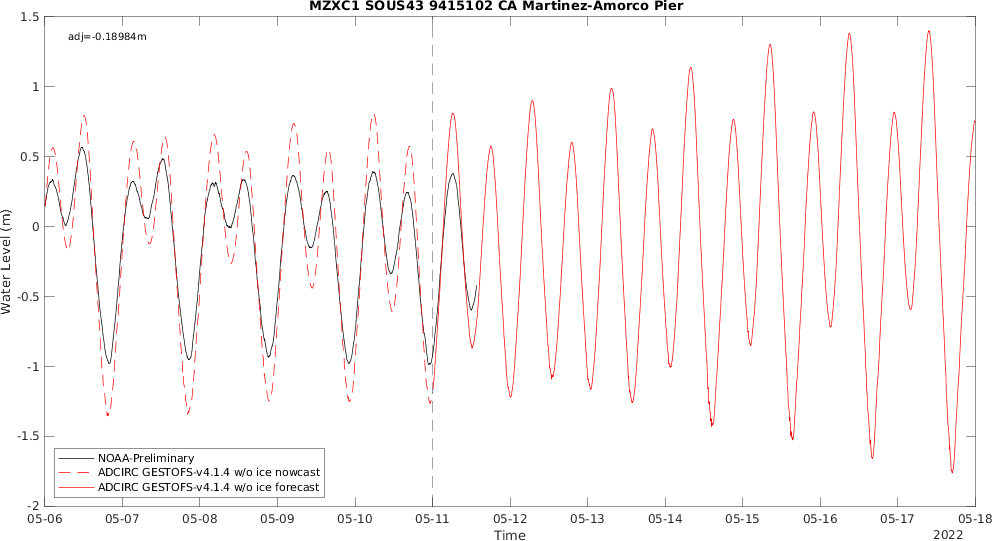 MZXC1 SOUS43 9415102 CA Martinez-Amorco Pier
adj=-0.18984m
1.5
1
0.5
0
-0.5
-1
-1.5
-2
Water Level (m)
NOAA-Preliminary
ADCIRC GESTOFS-v4.1.4 w/o ice nowcast
ADCIRC GESTOFS-v4.1.4 w/o ice forecast
05-06 05-07 05-08 05-09 05-10 05-11 05-12 05-13 05-14 05-15 05-16 05-17 05-18
Time
2022